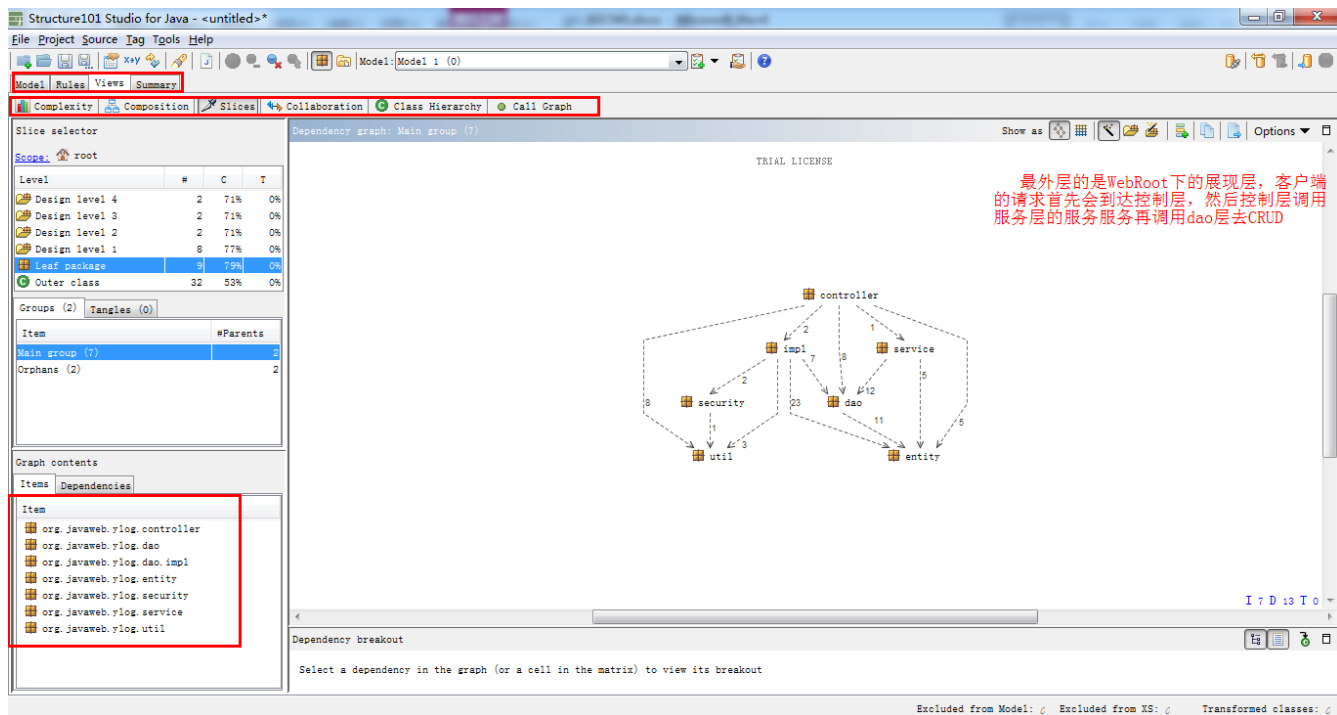 Structure101 Studio for Java - <untitled>*
File Project Source Tag Tools Help
x+y Model: Model 1 (0)
Model Rules Views Summary
Complexity Composition Slices Collaboration Class Hierarchy Call Graph
Slice selector
Scope: root
Level # C T
Design level 4 2 71% 0%
Design level 3 2 71% 0%
Design level 2 2 71% 0%
Design level 1 8 77% 0%
Leaf package 9 79% 0%
Outer class 32 53% 0%
Groups (2) Tangles (0)
Item #Parents
Main group (7) 2
Orphans (2) 2
Graph contents
Items Dependencies
Item
org.javaweb.ylog.controller
org.javaweb.ylog.dao
org.javaweb.ylog.dao.impl
org.javaweb.ylog.entity
org.javaweb.ylog.security
org.javaweb.ylog.service
org.javaweb.ylog.util
Dependency graph: Main group (7) Show as Options
TRIAL LICENSE
最外层的是WebRoot下的展现层，客户端
的请求首先会到达控制层，然后控制层调用
服务层的服务服务再调用dao层去CRUD
controller
2 1
impl 7 8 service
2 12 5
8 security 23 dao
1 3 11 5
util entity
I 7 D 13 T 0
Dependency breakout
Select a dependency in the graph (or a cell in the matrix) to view its breakout
Excluded from Model: Excluded from XS: Transformed classes: